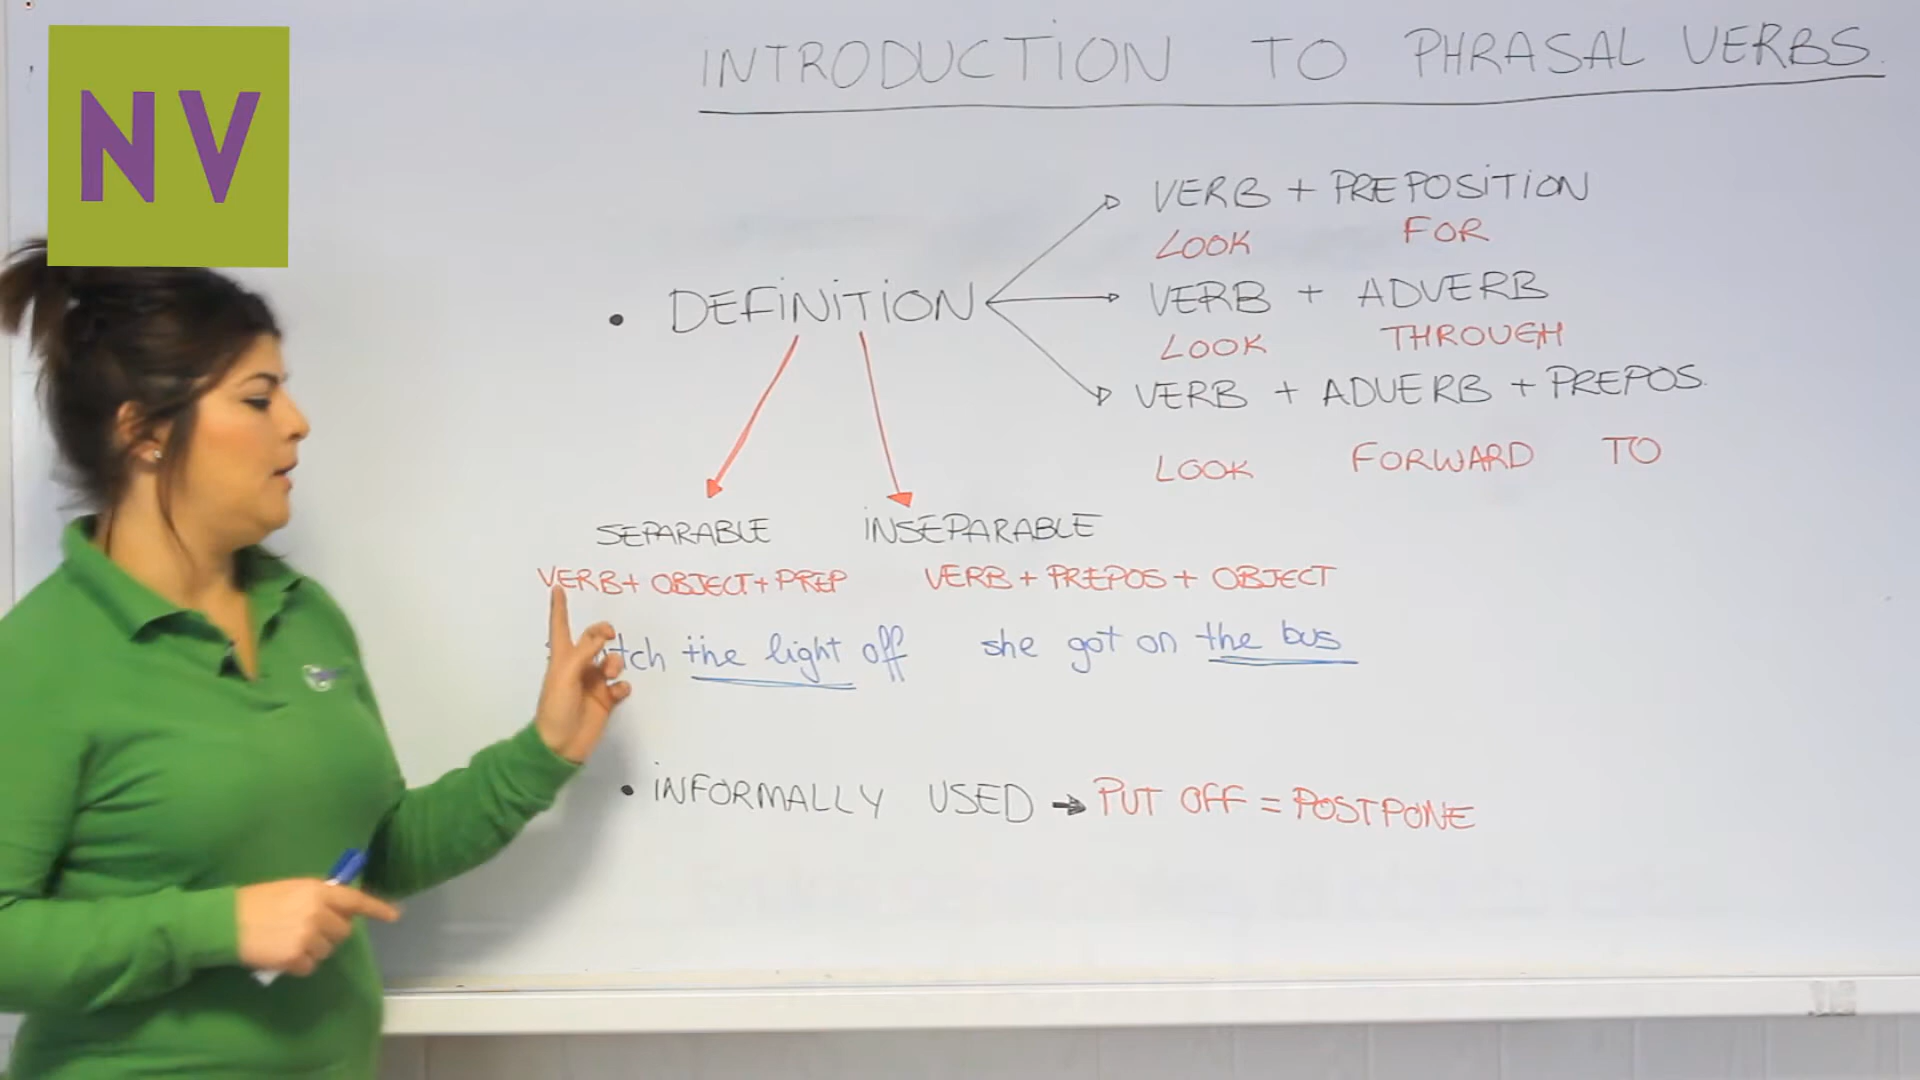 NV
INTRODUCTION TO PHRASAL VERBS.
VERB + PREPOSITION
LOOK FOR
• DEFINITION
VERB + ADVERB
LOOK THROUGH
VERB + ADVERB + PREPOS.
LOOK FORWARD TO
SEPARABLE INSEPARABLE
VERB + OBJECT + PREP VERB + PREPOS + OBJECT
the light off she got on the bus
• INFORMALLY USED → PUT OFF = POSTPONE